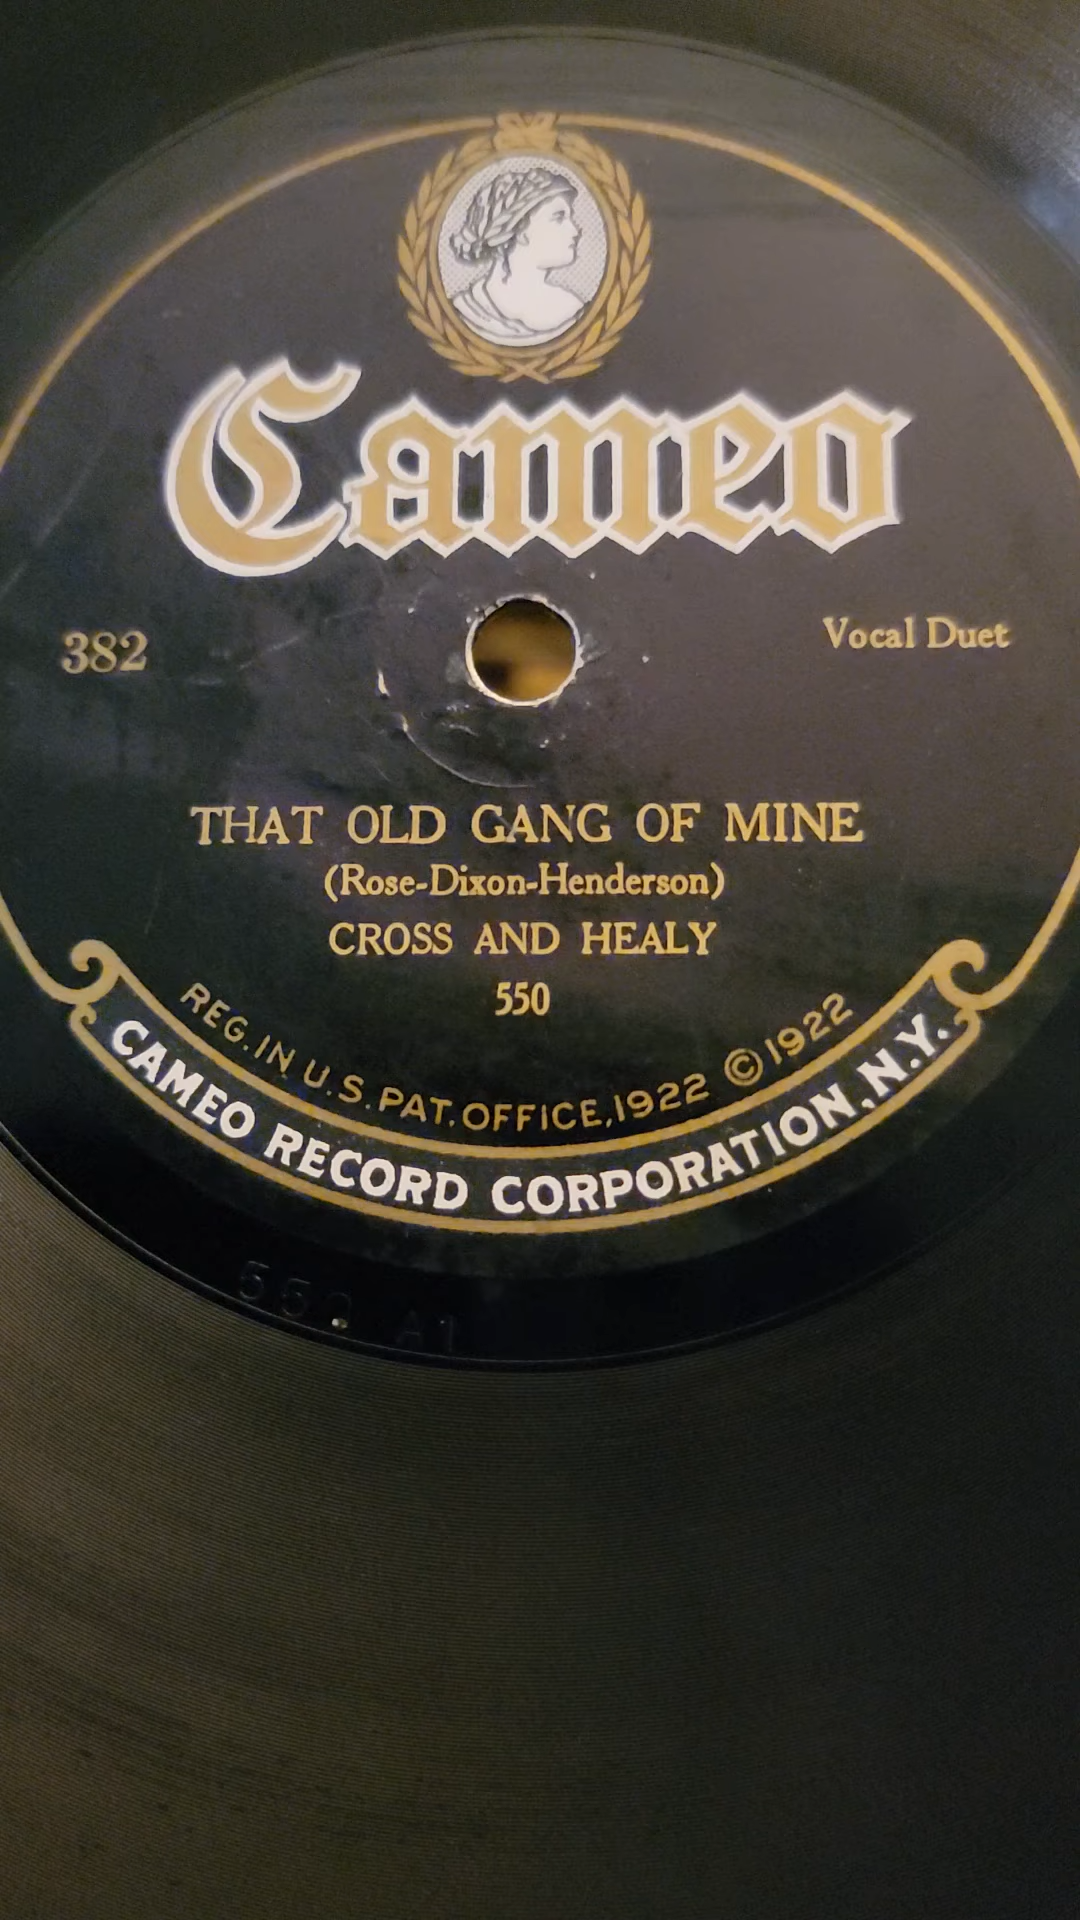 Cameo
382
Vocal Duet
THAT OLD GANG OF MINE
(Rose-Dixon-Henderson)
CROSS AND HEALY
550
REG. IN U.S. PAT. OFFICE, 1922 © 1922
CAMEO RECORD CORPORATION, N.Y.
A1